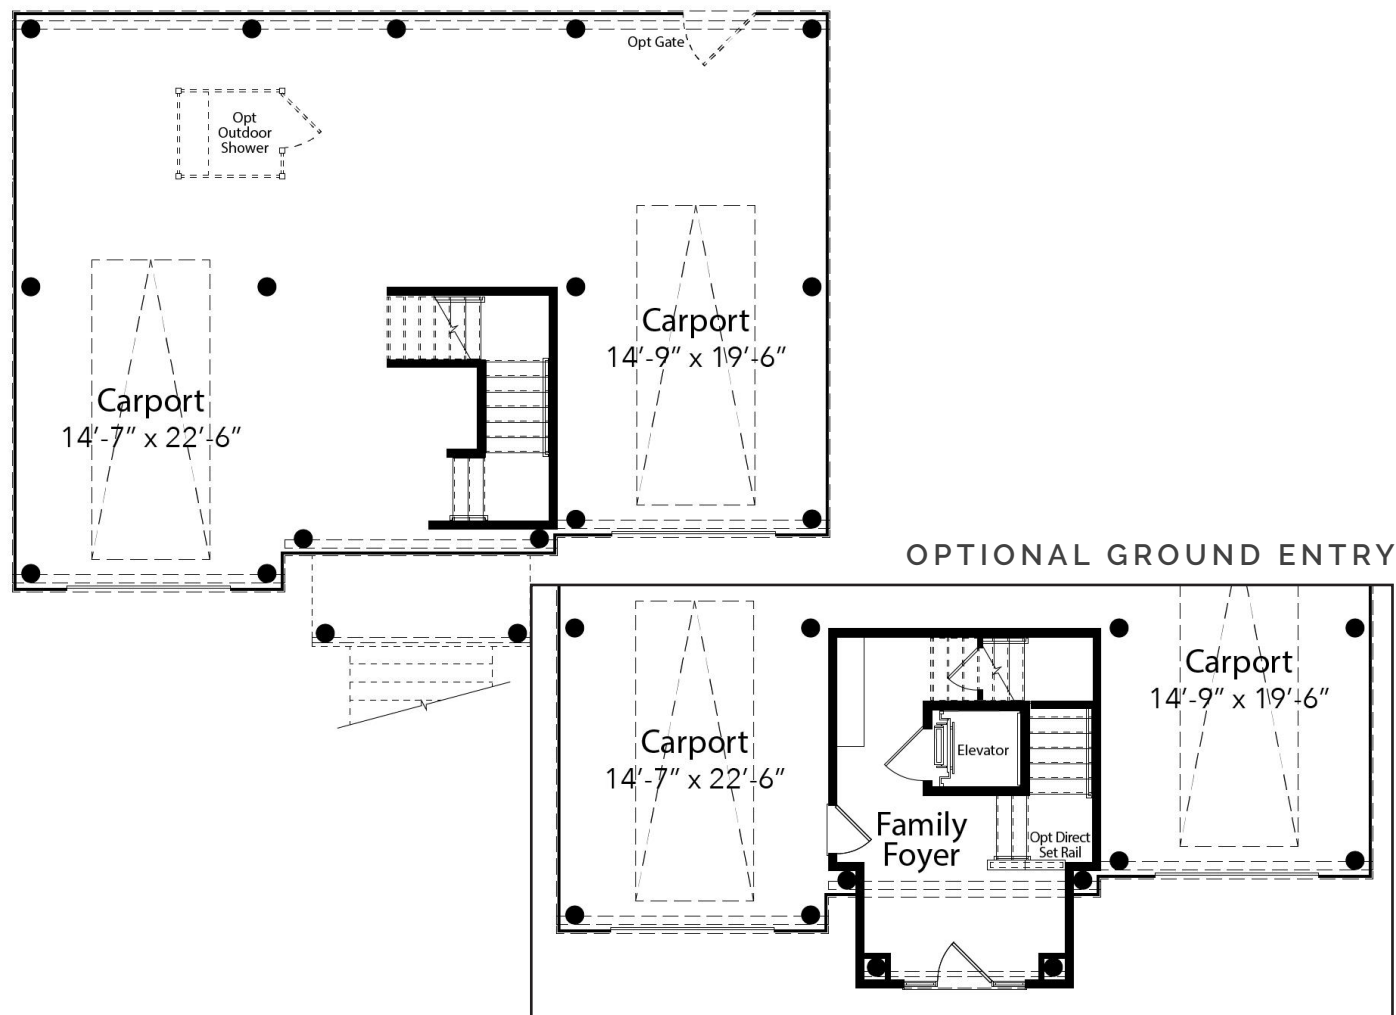 Opt Gate
Opt
Outdoor
Shower
Carport
14’-9” x 19’-6”
Carport
14’-7” x 22’-6”
OPTIONAL GROUND ENTRY
Carport
14’-9” x 19’-6”
Carport
14’-7” x 22’-6”
Elevator
Family
Foyer
Opt Direct
Set Rail